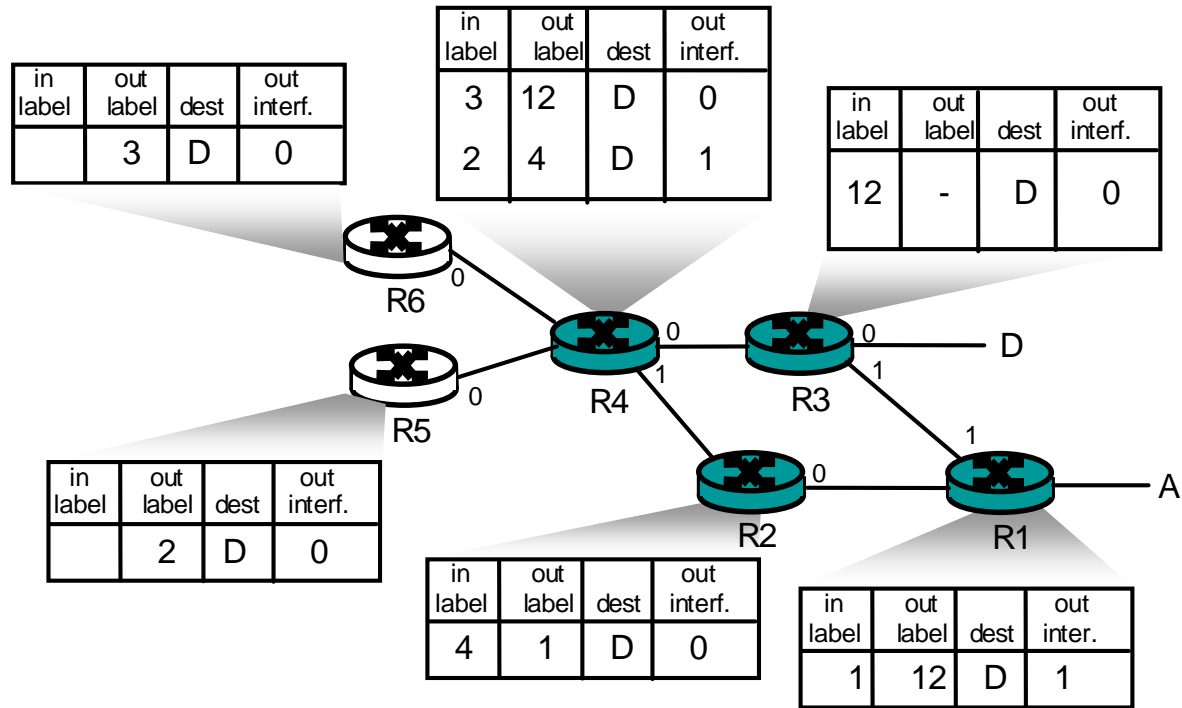 in out dest out
label label interf.
3 D 0
in out dest out
label label interf.
3 12 D 0
2 4 D 1
in out dest out
label label interf.
12 - D 0
R6
0
R5
0
R4
0
1
R3
0
1
D
R2
0
R1
1
A
in out dest out
label label interf.
2 D 0
in out dest out
label label interf.
4 1 D 0
in out dest out
label label inter.
1 12 D 1